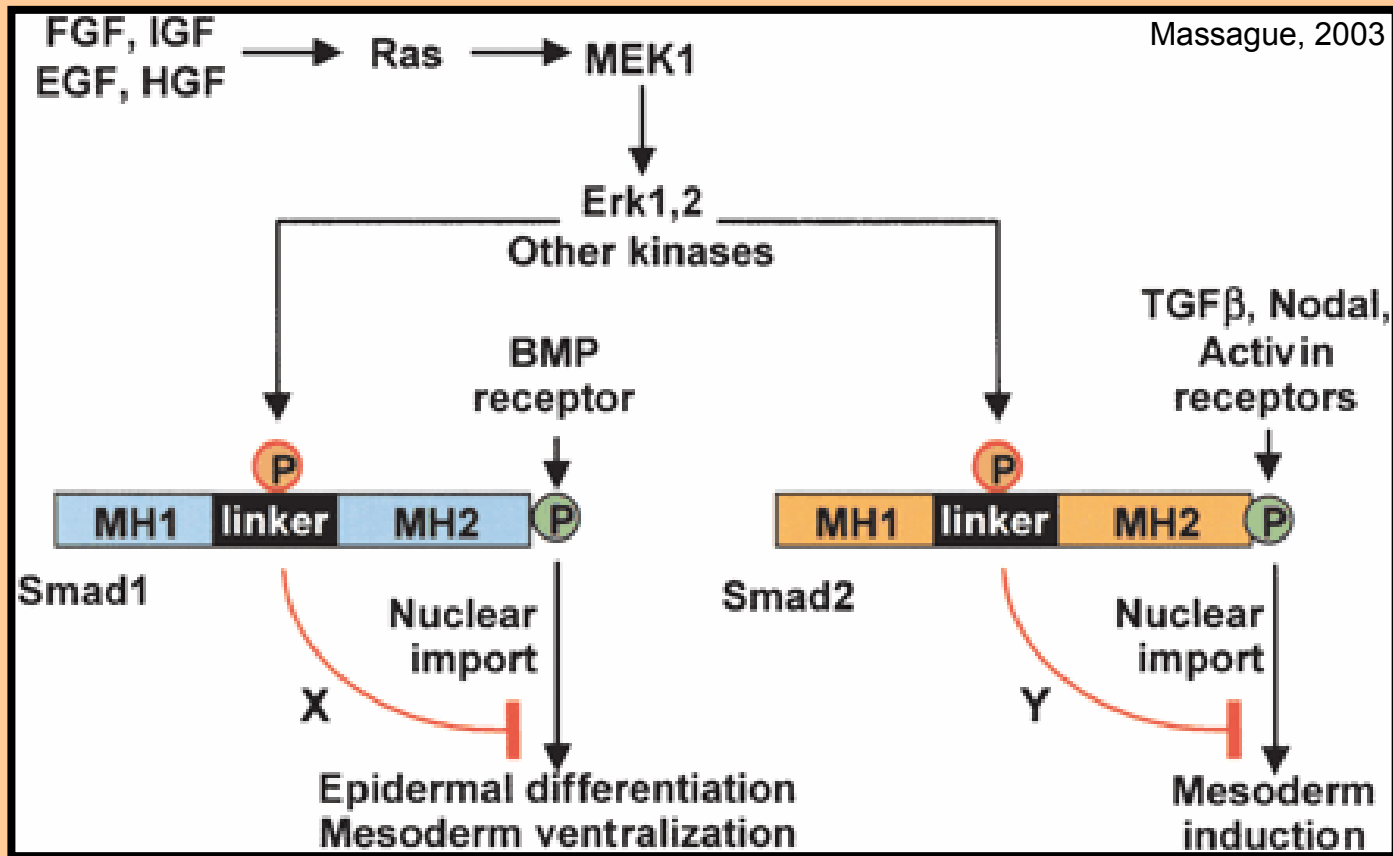 Massague, 2003
FGF, IGF
EGF, HGF
Ras
MEK1
Erk1,2
Other kinases
BMP
receptor
TGFβ, Nodal,
Activin
receptors
P
P
MH1
linker
MH2
P
MH1
linker
MH2
P
Smad1
Smad2
Nuclear
import
Nuclear
import
X
Y
Epidermal differentiation
Mesoderm ventralization
Mesoderm
induction